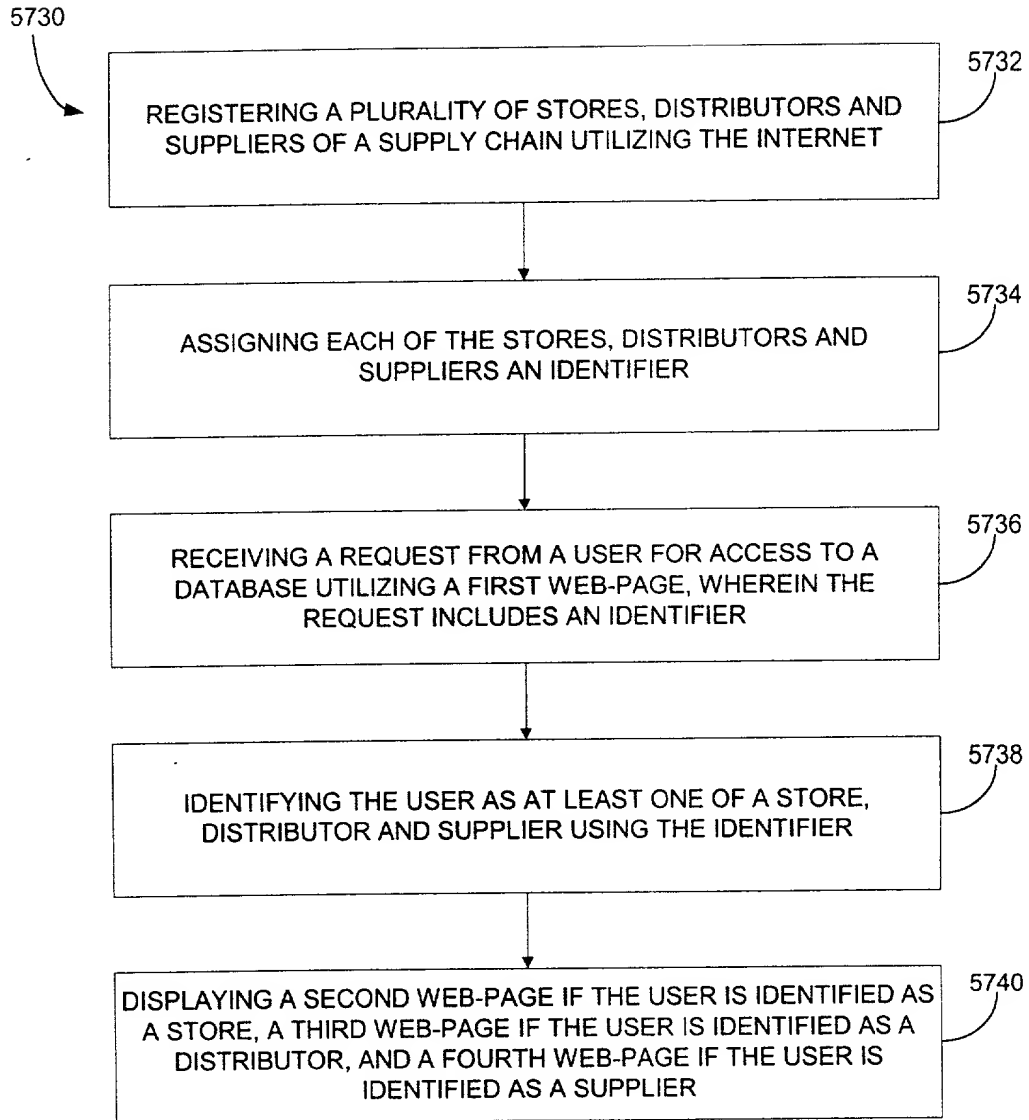 5730
5732
REGISTERING A PLURALITY OF STORES, DISTRIBUTORS AND
SUPPLIERS OF A SUPPLY CHAIN UTILIZING THE INTERNET
5734
ASSIGNING EACH OF THE STORES, DISTRIBUTORS AND
SUPPLIERS AN IDENTIFIER
5736
RECEIVING A REQUEST FROM A USER FOR ACCESS TO A
DATABASE UTILIZING A FIRST WEB-PAGE, WHEREIN THE
REQUEST INCLUDES AN IDENTIFIER
5738
IDENTIFYING THE USER AS AT LEAST ONE OF A STORE,
DISTRIBUTOR AND SUPPLIER USING THE IDENTIFIER
5740
DISPLAYING A SECOND WEB-PAGE IF THE USER IS IDENTIFIED AS
A STORE, A THIRD WEB-PAGE IF THE USER IS IDENTIFIED AS A
DISTRIBUTOR, AND A FOURTH WEB-PAGE IF THE USER IS
IDENTIFIED AS A SUPPLIER